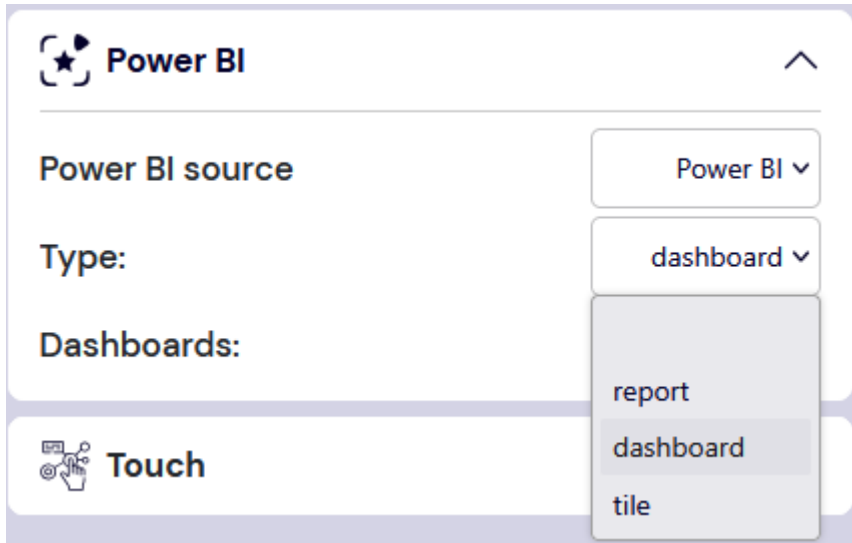 Power BI
Power BI source
Power BI
Type:
dashboard
Dashboards:
report
dashboard
tile
Touch